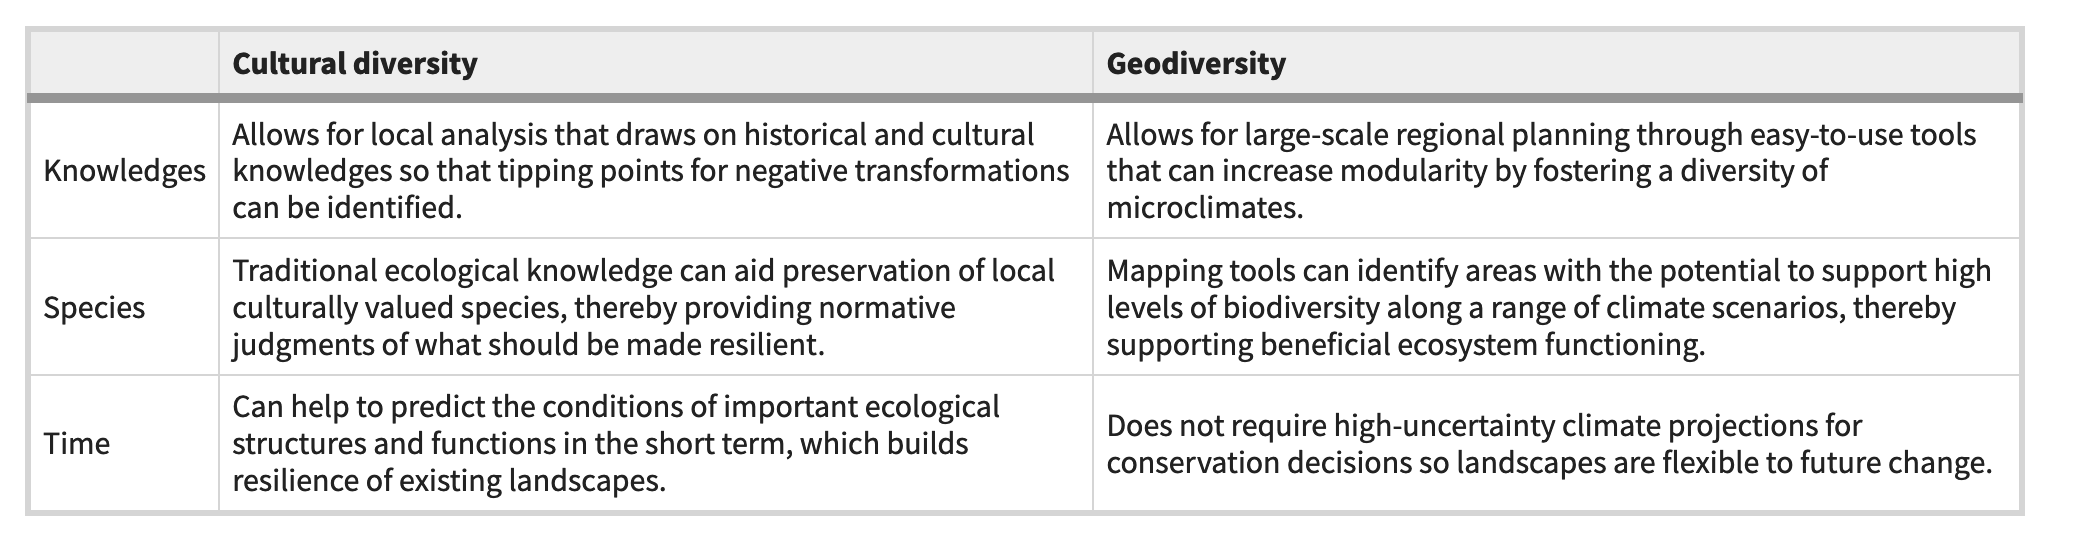 Cultural diversity
Geodiversity
Knowledges
Allows for local analysis that draws on historical and cultural
knowledges so that tipping points for negative transformations
can be identified.
Allows for large-scale regional planning through easy-to-use tools
that can increase modularity by fostering a diversity of
microclimates.
Species
Traditional ecological knowledge can aid preservation of local
culturally valued species, thereby providing normative
judgments of what should be made resilient.
Mapping tools can identify areas with the potential to support high
levels of biodiversity along a range of climate scenarios, thereby
supporting beneficial ecosystem functioning.
Time
Can help to predict the conditions of important ecological
structures and functions in the short term, which builds
resilience of existing landscapes.
Does not require high-uncertainty climate projections for
conservation decisions so landscapes are flexible to future change.